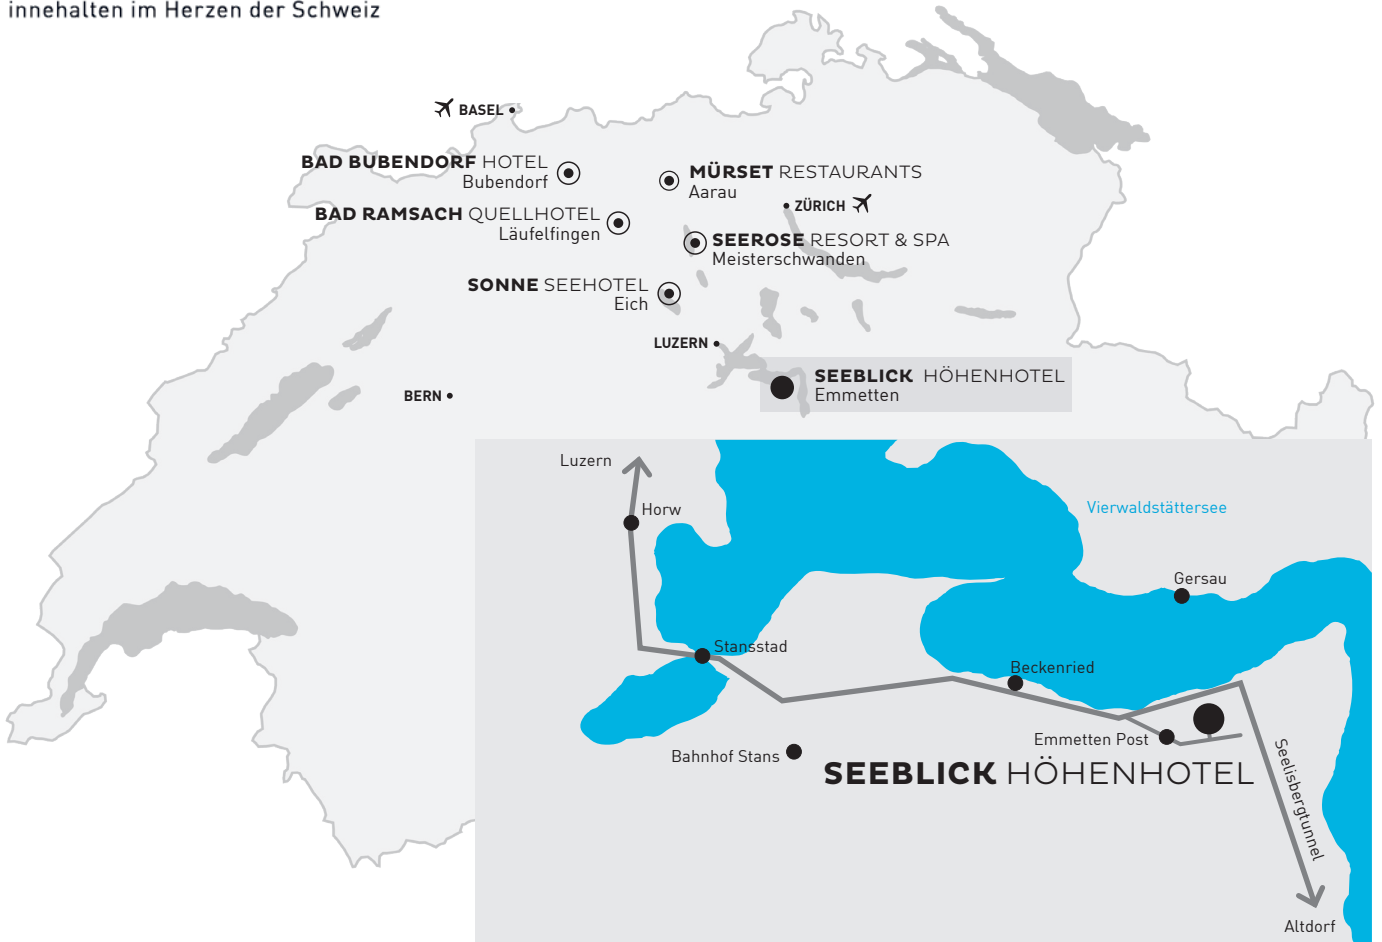 innehalten im Herzen der Schweiz
BASEL
BAD BUBENDORF HOTEL
Bubendorf
MÜRSET RESTAURANTS
Aarau
ZÜRICH
BAD RAMSACH QUELLHOTEL
Läufelfingen
SEEROSE RESORT & SPA
Meisterschwanden
SONNE SEEHOTEL
Eich
LUZERN
SEEBLICK HÖHENHOTEL
Emmetten
BERN
Luzern
Horw
Vierwaldstättersee
Gersau
Stansstad
Beckenried
Emmetten Post
Bahnhof Stans
SEEBLICK HÖHENHOTEL
Seelisbergtunnel
Altdorf